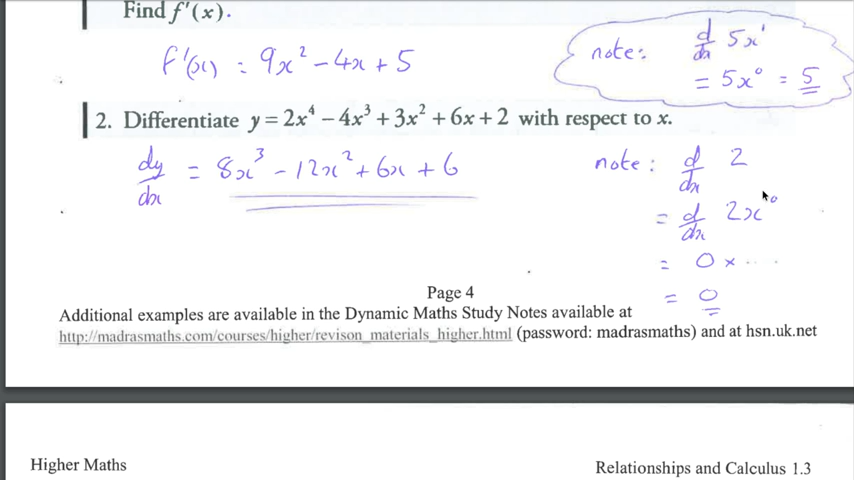 Find f'(x).
f'(x) = 9x² - 4x + 5
note: d/dx 5x¹
= 5x⁰ = 5
2. Differentiate y = 2x⁴ − 4x³ + 3x² + 6x + 2 with respect to x.
dy/dx = 8x³ - 12x² + 6x + 6
note: d/dx 2
= d/dx 2x⁰
= 0 × ....
= 0
Page 4
Additional examples are available in the Dynamic Maths Study Notes available at
http://madrasmaths.com/courses/higher/revison_materials_higher.html (password: madrasmaths) and at hsn.uk.net
Higher Maths
Relationships and Calculus 1.3